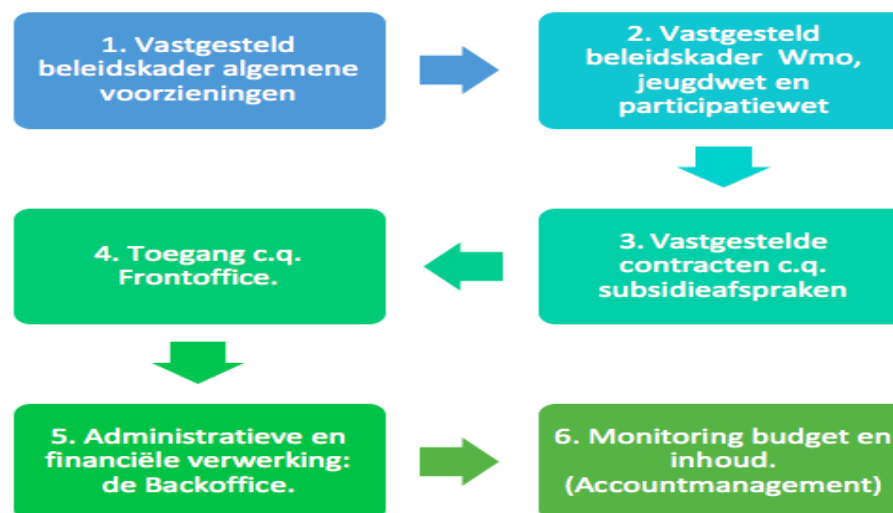 1. Vastgesteld
beleidskader algemene
voorzieningen
2. Vastgesteld
beleidskader Wmo,
jeugdwet en
participatiewet
3. Vastgestelde
contracten c.q.
subsidieafspraken
4. Toegang c.q.
Frontoffice.
5. Administratieve en
financiële verwerking:
de Backoffice.
6. Monitoring budget en
inhoud.
(Accountmanagement)